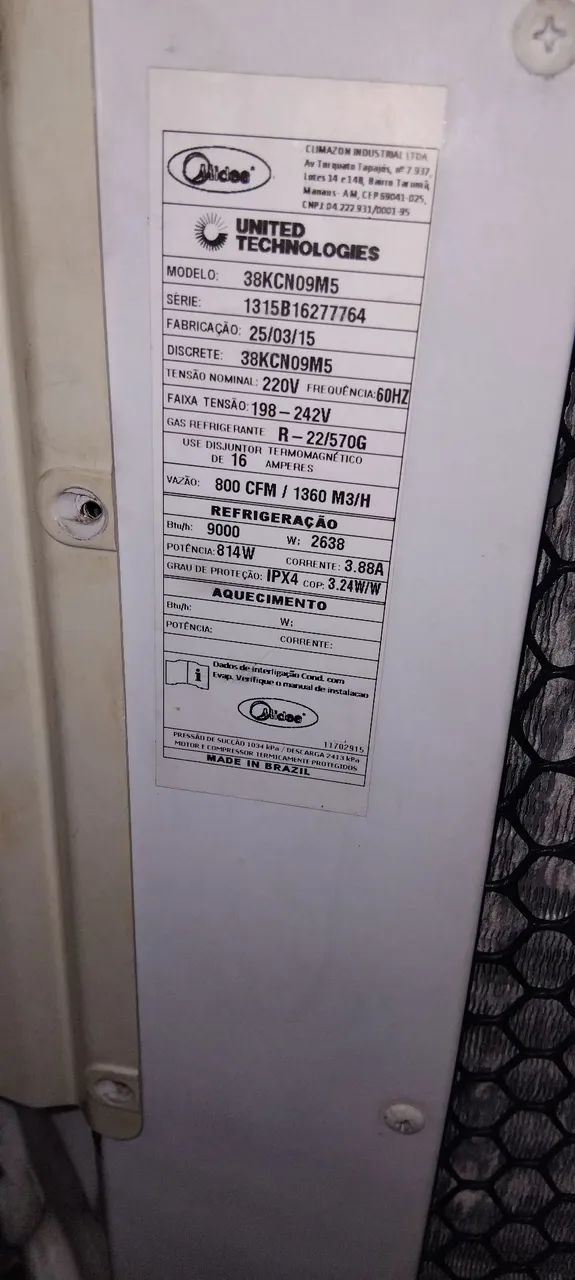 Midea
CLIMAZON INDUSTRIAL LTDA
Av Torquato Tapajós, nº 7.937,
Lotes 14 e 14B, Bairro Tarumã,
Manaus - AM, CEP 69041-025,
CNPJ 04.222.931/0001-95
UNITED
TECHNOLOGIES
MODELO: 38KCN09M5
SÉRIE: 1315B16277764
FABRICAÇÃO: 25/03/15
DISCRETE: 38KCN09M5
TENSÃO NOMINAL: 220V FREQUÊNCIA: 60HZ
FAIXA TENSÃO: 198-242V
GAS REFRIGERANTE R-22/570G
USE DISJUNTOR TERMOMAGNÉTICO
DE 16 AMPERES
VAZÃO: 800 CFM / 1360 M3/H
REFRIGERAÇÃO
Btu/h: 9000 W: 2638
POTÊNCIA: 814W CORRENTE: 3.88A
GRAU DE PROTEÇÃO: IPX4 COP: 3.24W/W
AQUECIMENTO
Btu/h: W:
POTÊNCIA: CORRENTE:
i Dados de interligação Cond. com
Evap. Verifique o manual de instalacao
Midea
11702915
PRESSÃO DE SUCÇÃO 1034 kPa / DESCARGA 2413 kPa
MOTOR E COMPRESSOR TERMICAMENTE PROTEGIDOS
MADE IN BRAZIL